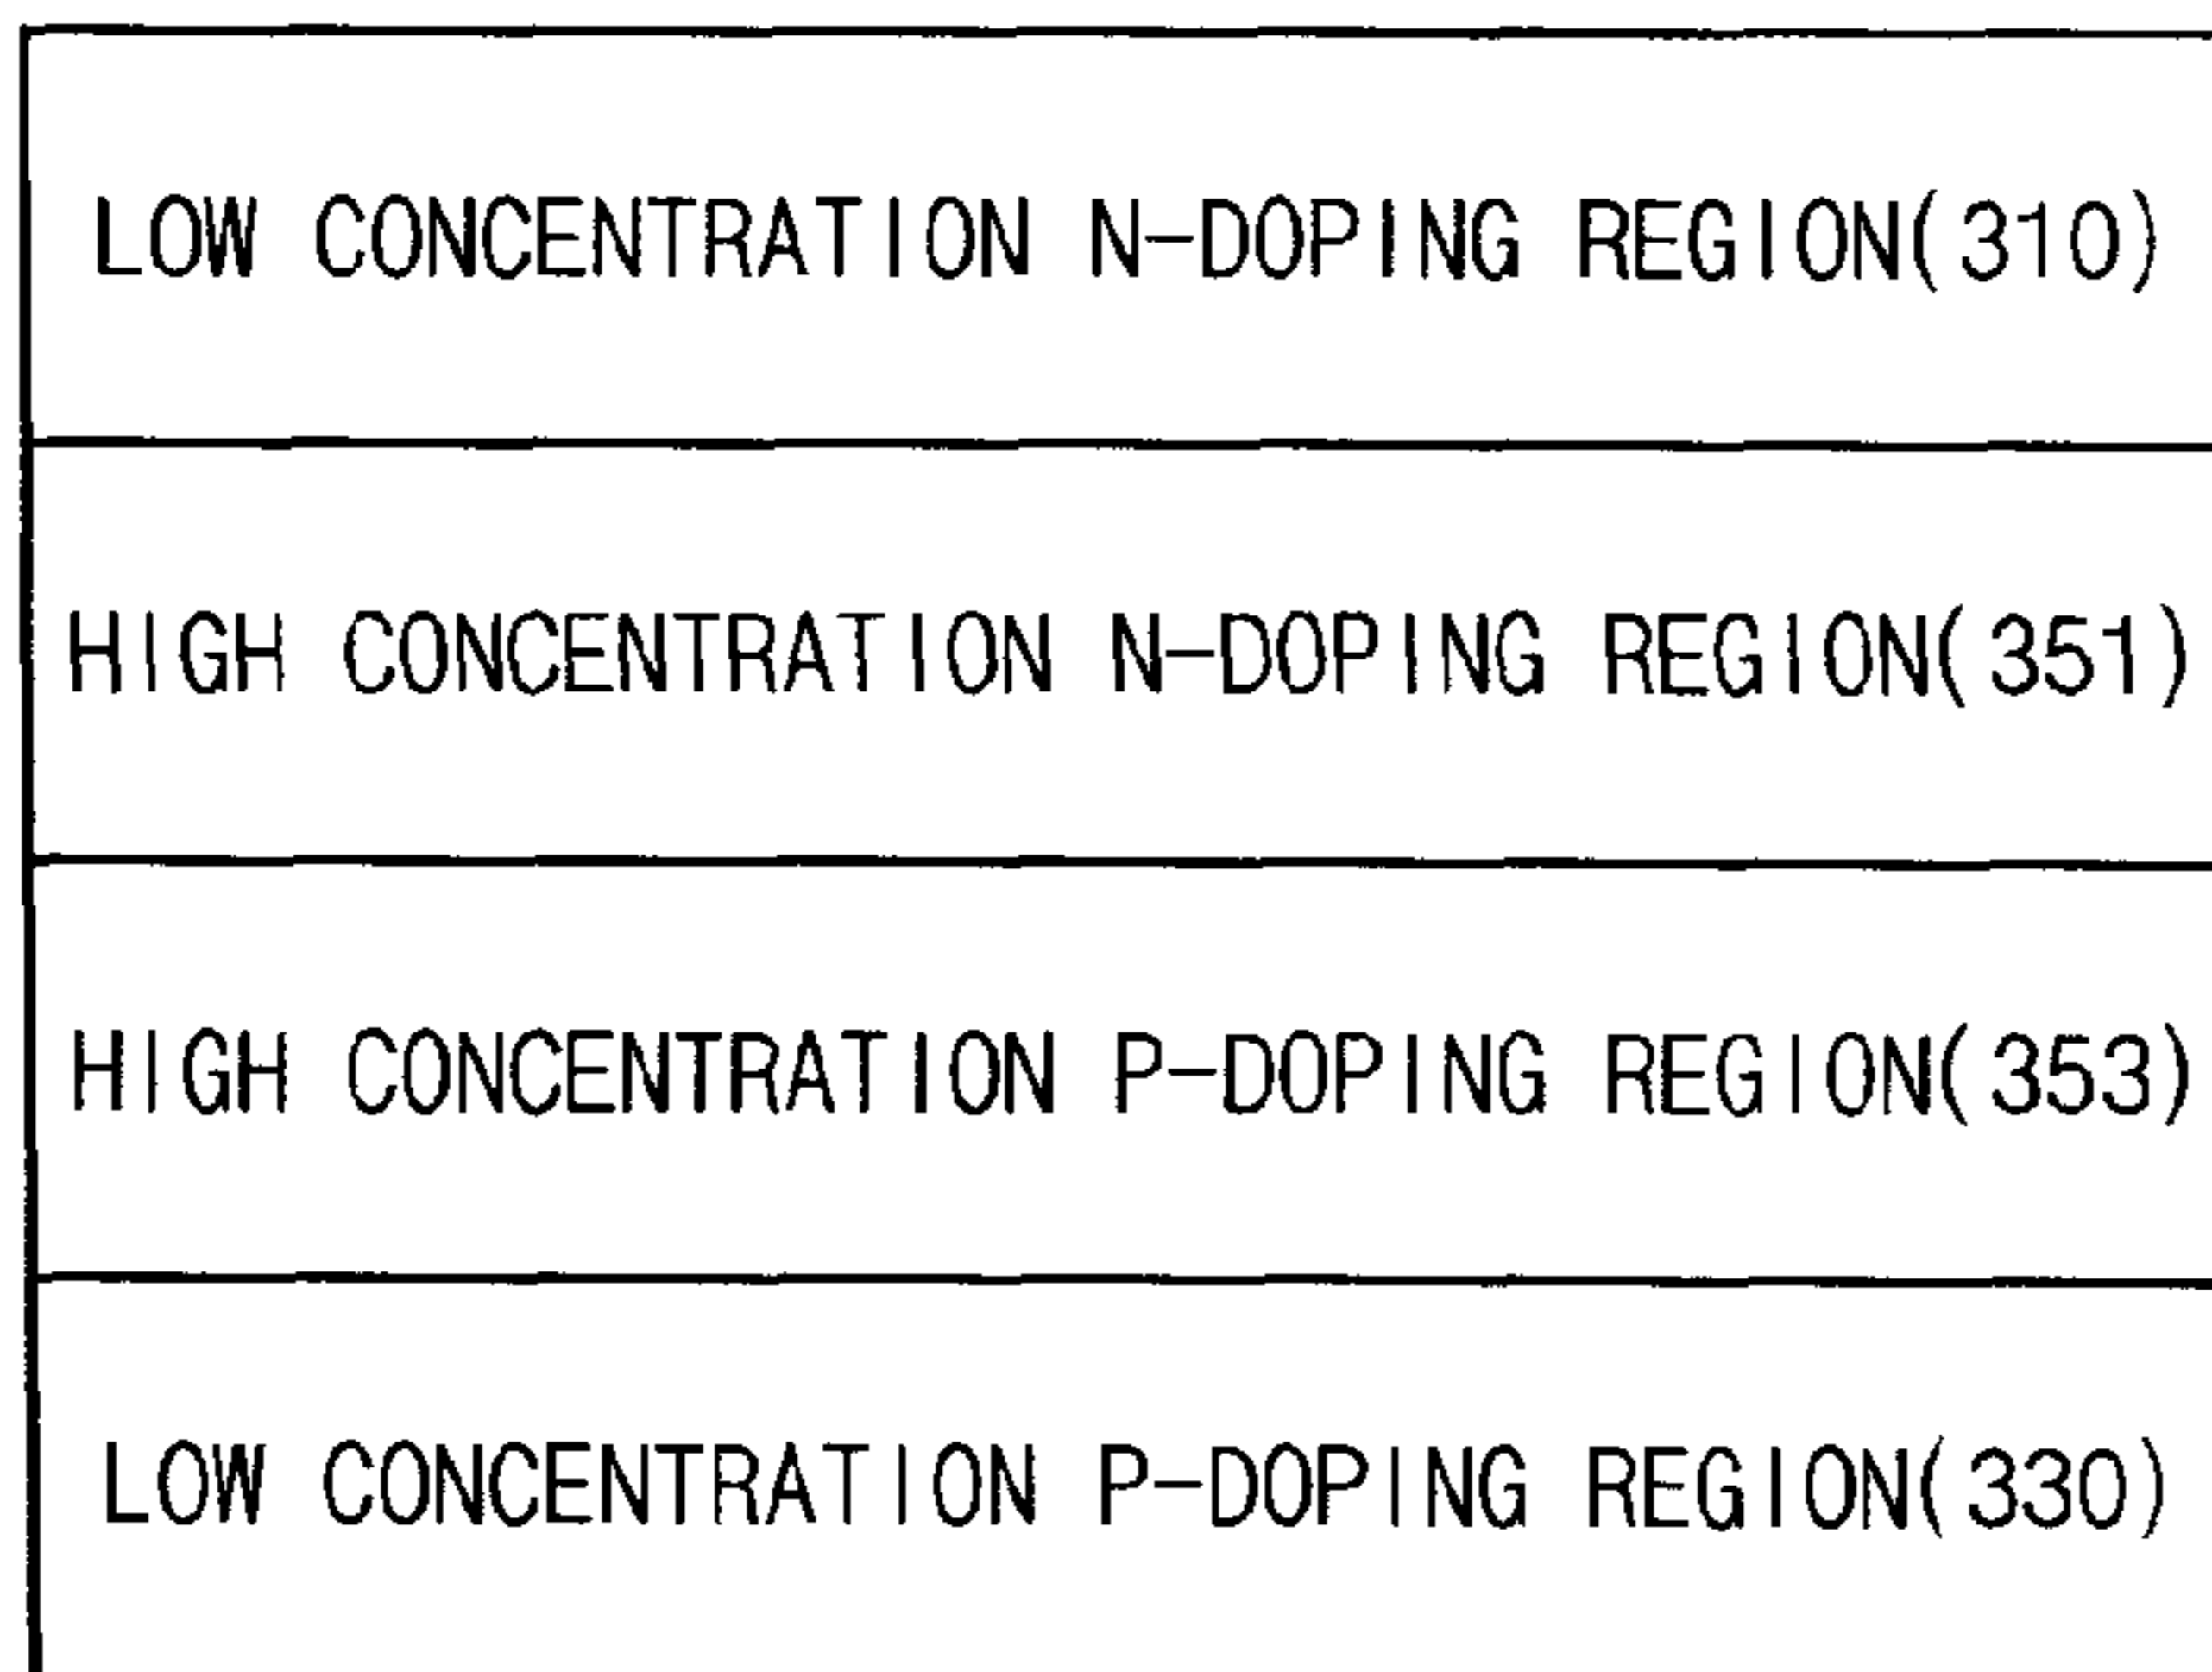 LOW CONCENTRATION N-DOPING REGION(310)
HIGH CONCENTRATION N-DOPING REGION(351)
HIGH CONCENTRATION P-DOPING REGION(353)
LOW CONCENTRATION P-DOPING REGION(330)